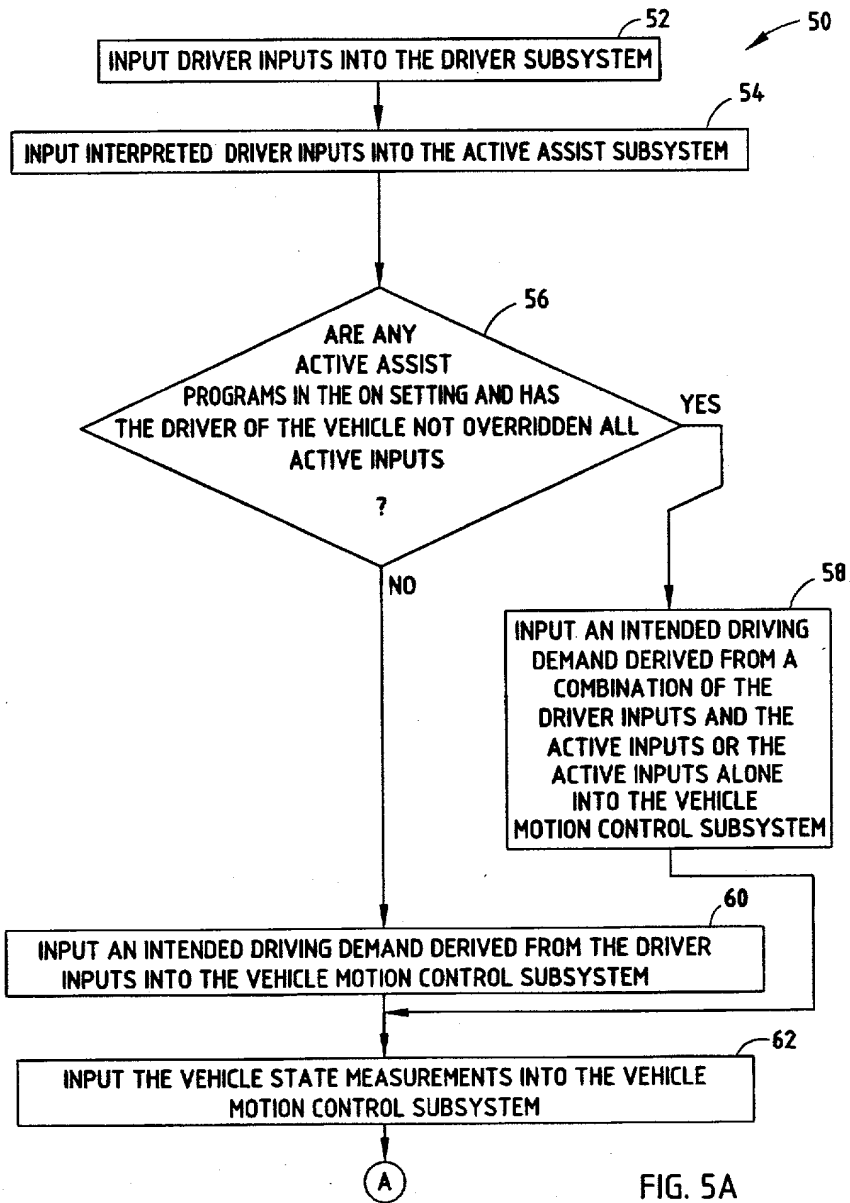 52
50
INPUT DRIVER INPUTS INTO THE DRIVER SUBSYSTEM
54
INPUT INTERPRETED DRIVER INPUTS INTO THE ACTIVE ASSIST SUBSYSTEM
56
ARE ANY
ACTIVE ASSIST
PROGRAMS IN THE ON SETTING AND HAS
THE DRIVER OF THE VEHICLE NOT OVERRIDDEN ALL
ACTIVE INPUTS
?
YES
NO
58
INPUT AN INTENDED DRIVING
DEMAND DERIVED FROM A
COMBINATION OF THE
DRIVER INPUTS AND THE
ACTIVE INPUTS OR THE
ACTIVE INPUTS ALONE
INTO THE VEHICLE
MOTION CONTROL SUBSYSTEM
60
INPUT AN INTENDED DRIVING DEMAND DERIVED FROM THE DRIVER
INPUTS INTO THE VEHICLE MOTION CONTROL SUBSYSTEM
62
INPUT THE VEHICLE STATE MEASUREMENTS INTO THE VEHICLE
MOTION CONTROL SUBSYSTEM
A
FIG. 5A